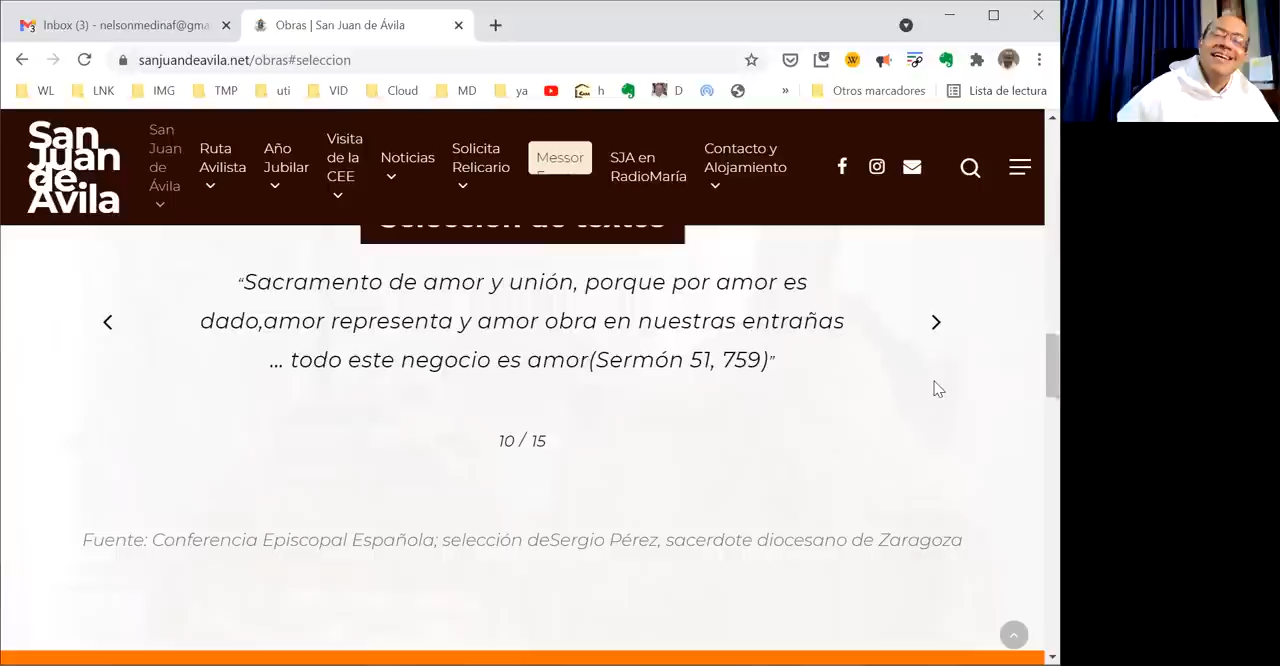 Inbox (3) - nelsonmedinaf@gma
Obras | San Juan de Ávila
sanjuandeavila.net/obras#seleccion
WL LNK IMG TMP uti VID Cloud MD ya h D » Otros marcadores Lista de lectura
San
Juan
de
Ávila
San
Juan
de
Ávila
Ruta
Avilista
Año
Jubilar
Visita
de la
CEE
Noticias
Solicita
Relicario
Messor
SJA en
RadioMaría
Contacto y
Alojamiento
Selección de textos
“Sacramento de amor y unión, porque por amor es
dado,amor representa y amor obra en nuestras entrañas
... todo este negocio es amor(Sermón 51, 759)”
10 / 15
Fuente: Conferencia Episcopal Española; selección deSergio Pérez, sacerdote diocesano de Zaragoza